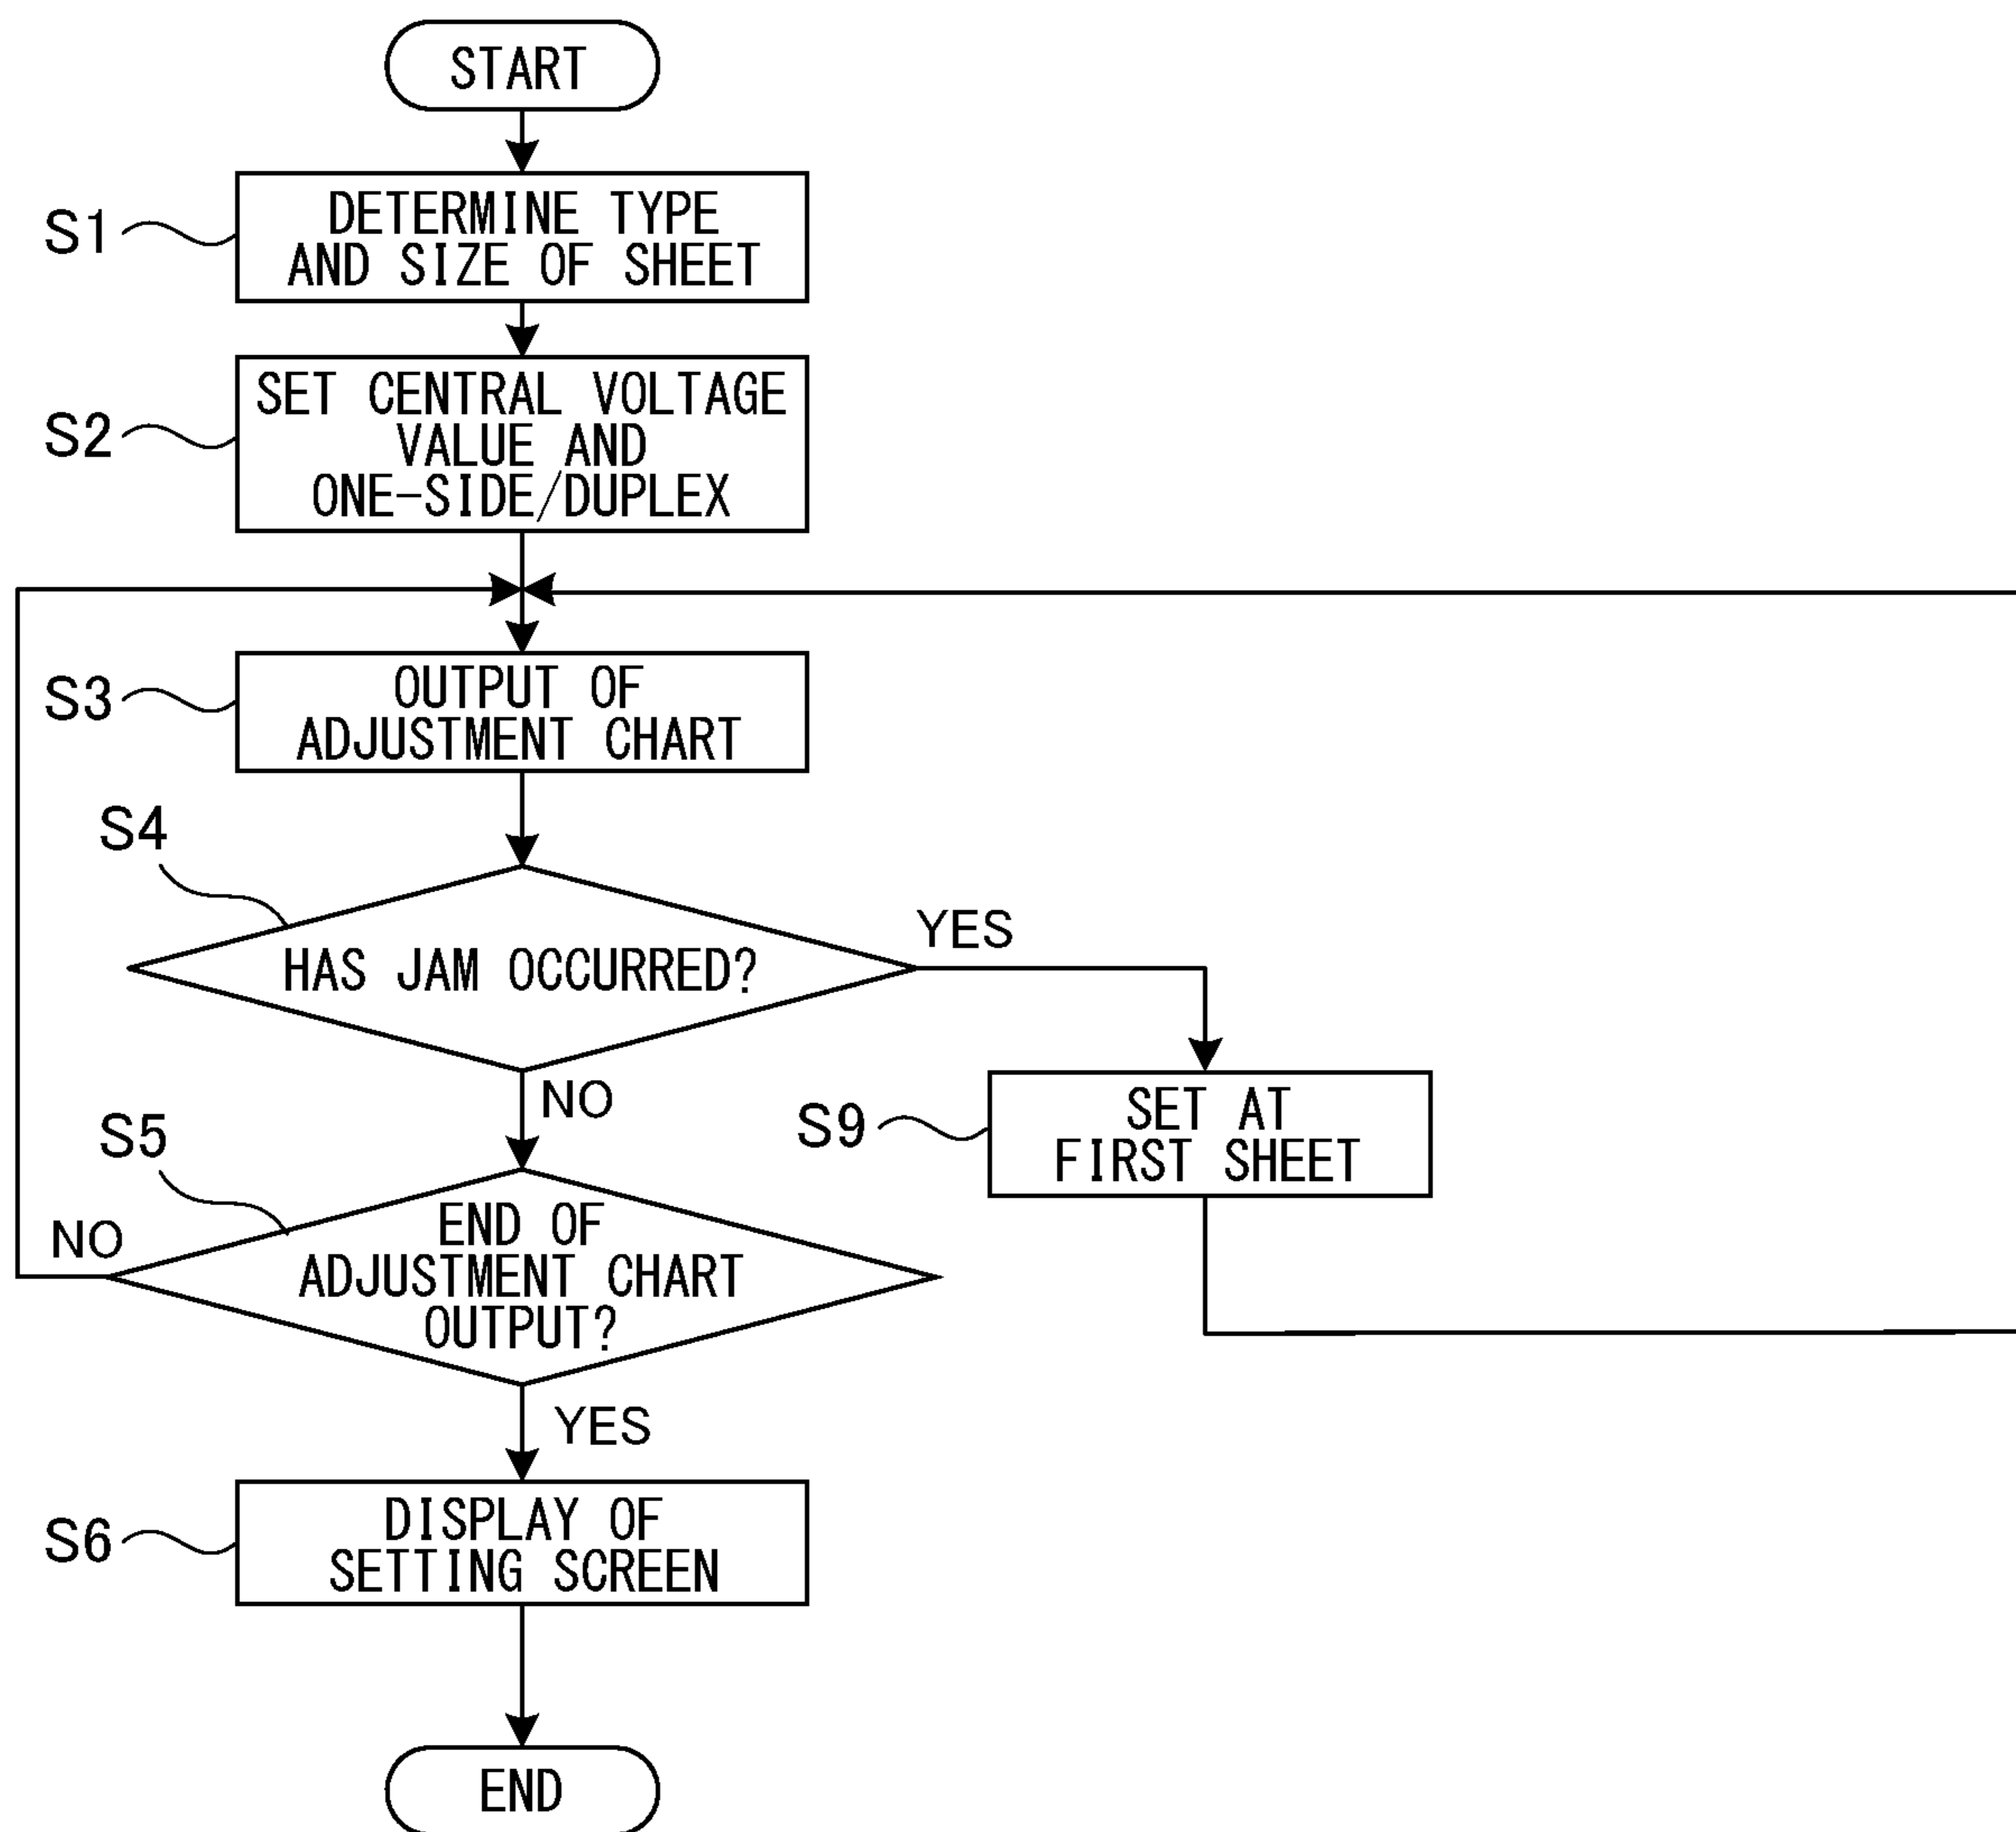 START
S1
DETERMINE TYPE
AND SIZE OF SHEET
S2
SET CENTRAL VOLTAGE
VALUE AND
ONE-SIDE/DUPLEX
S3
OUTPUT OF
ADJUSTMENT CHART
S4
HAS JAM OCCURRED?
YES
NO
S9
SET AT
FIRST SHEET
S5
NO
END OF
ADJUSTMENT CHART
OUTPUT?
YES
S6
DISPLAY OF
SETTING SCREEN
END